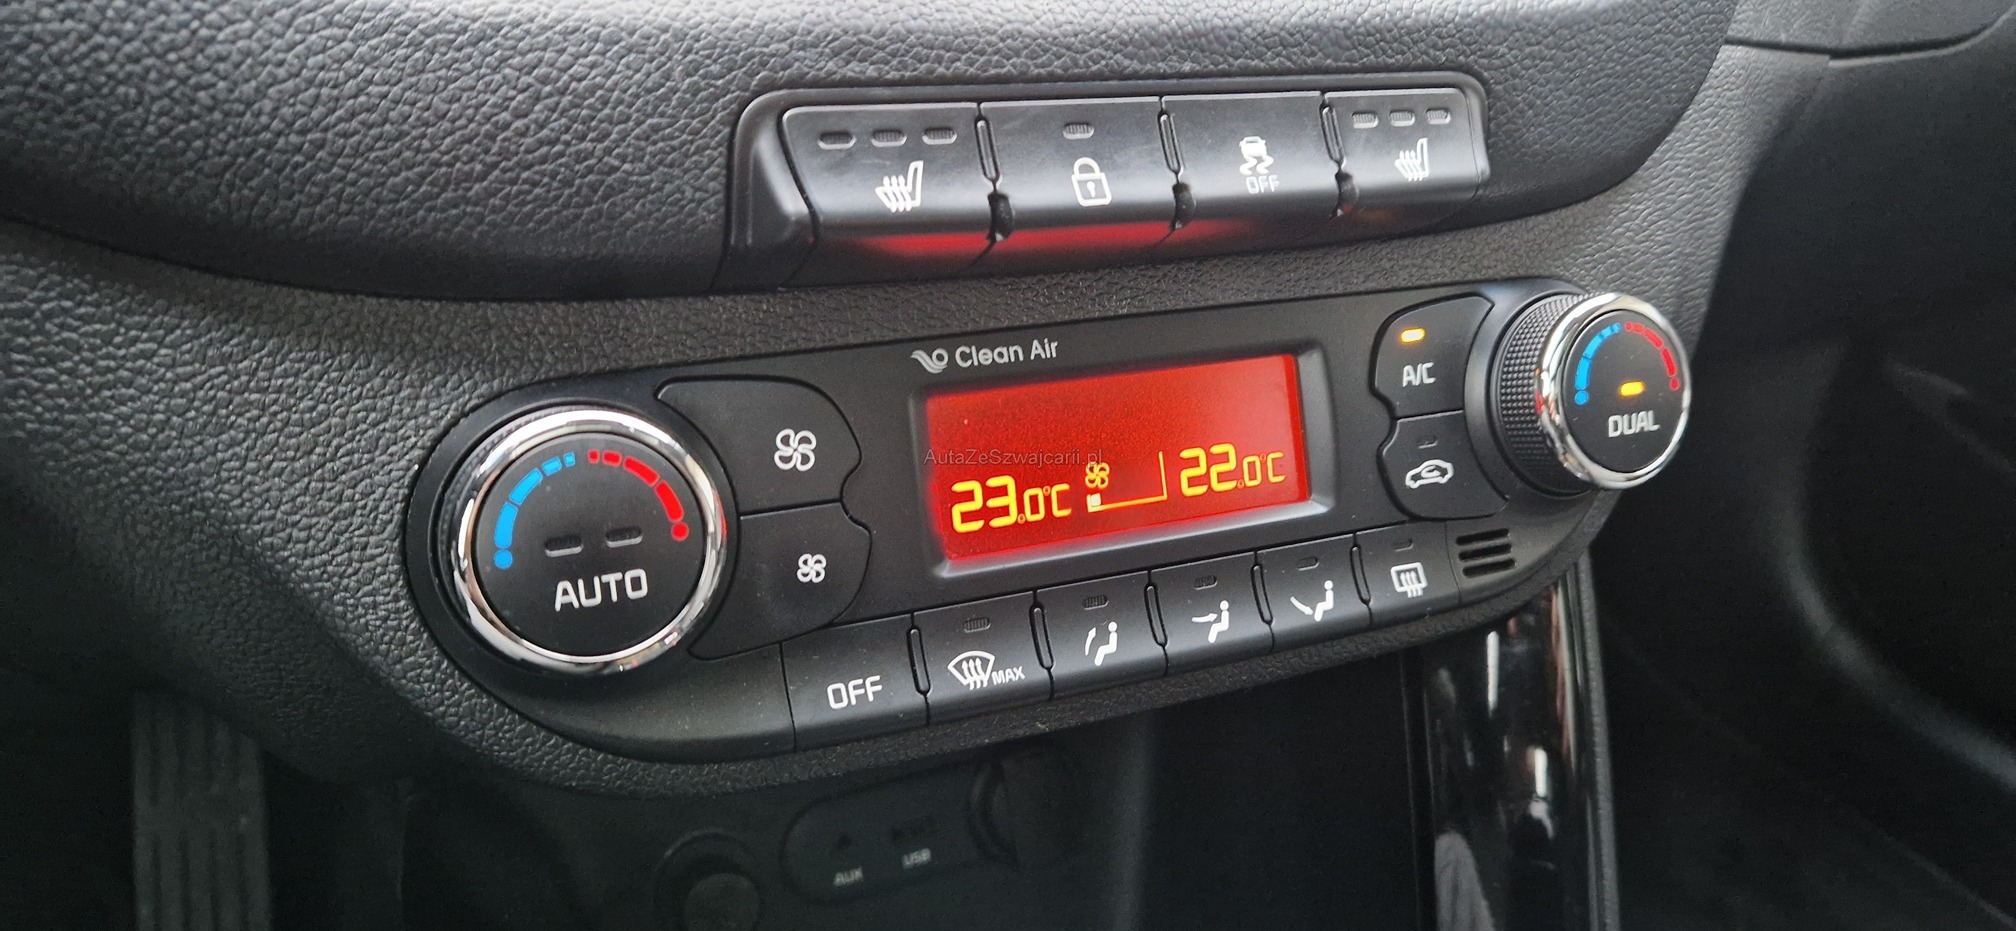 OFF
Clean Air
A/C
DUAL
AutaZeSzwajcarii.pl
23.0°C
22.0°C
AUTO
OFF
MAX
AUX
USB